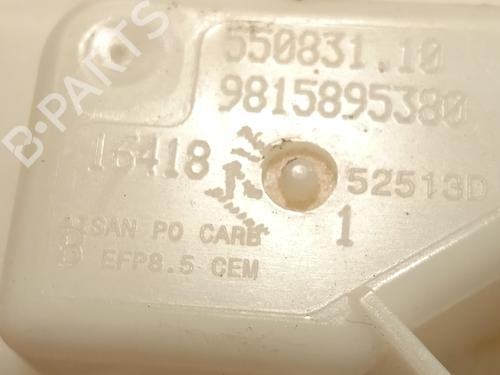 550831.10
9815895380
16418
52513D
1
SAN PO CARB
EFP8.5 CEM
B-PARTS